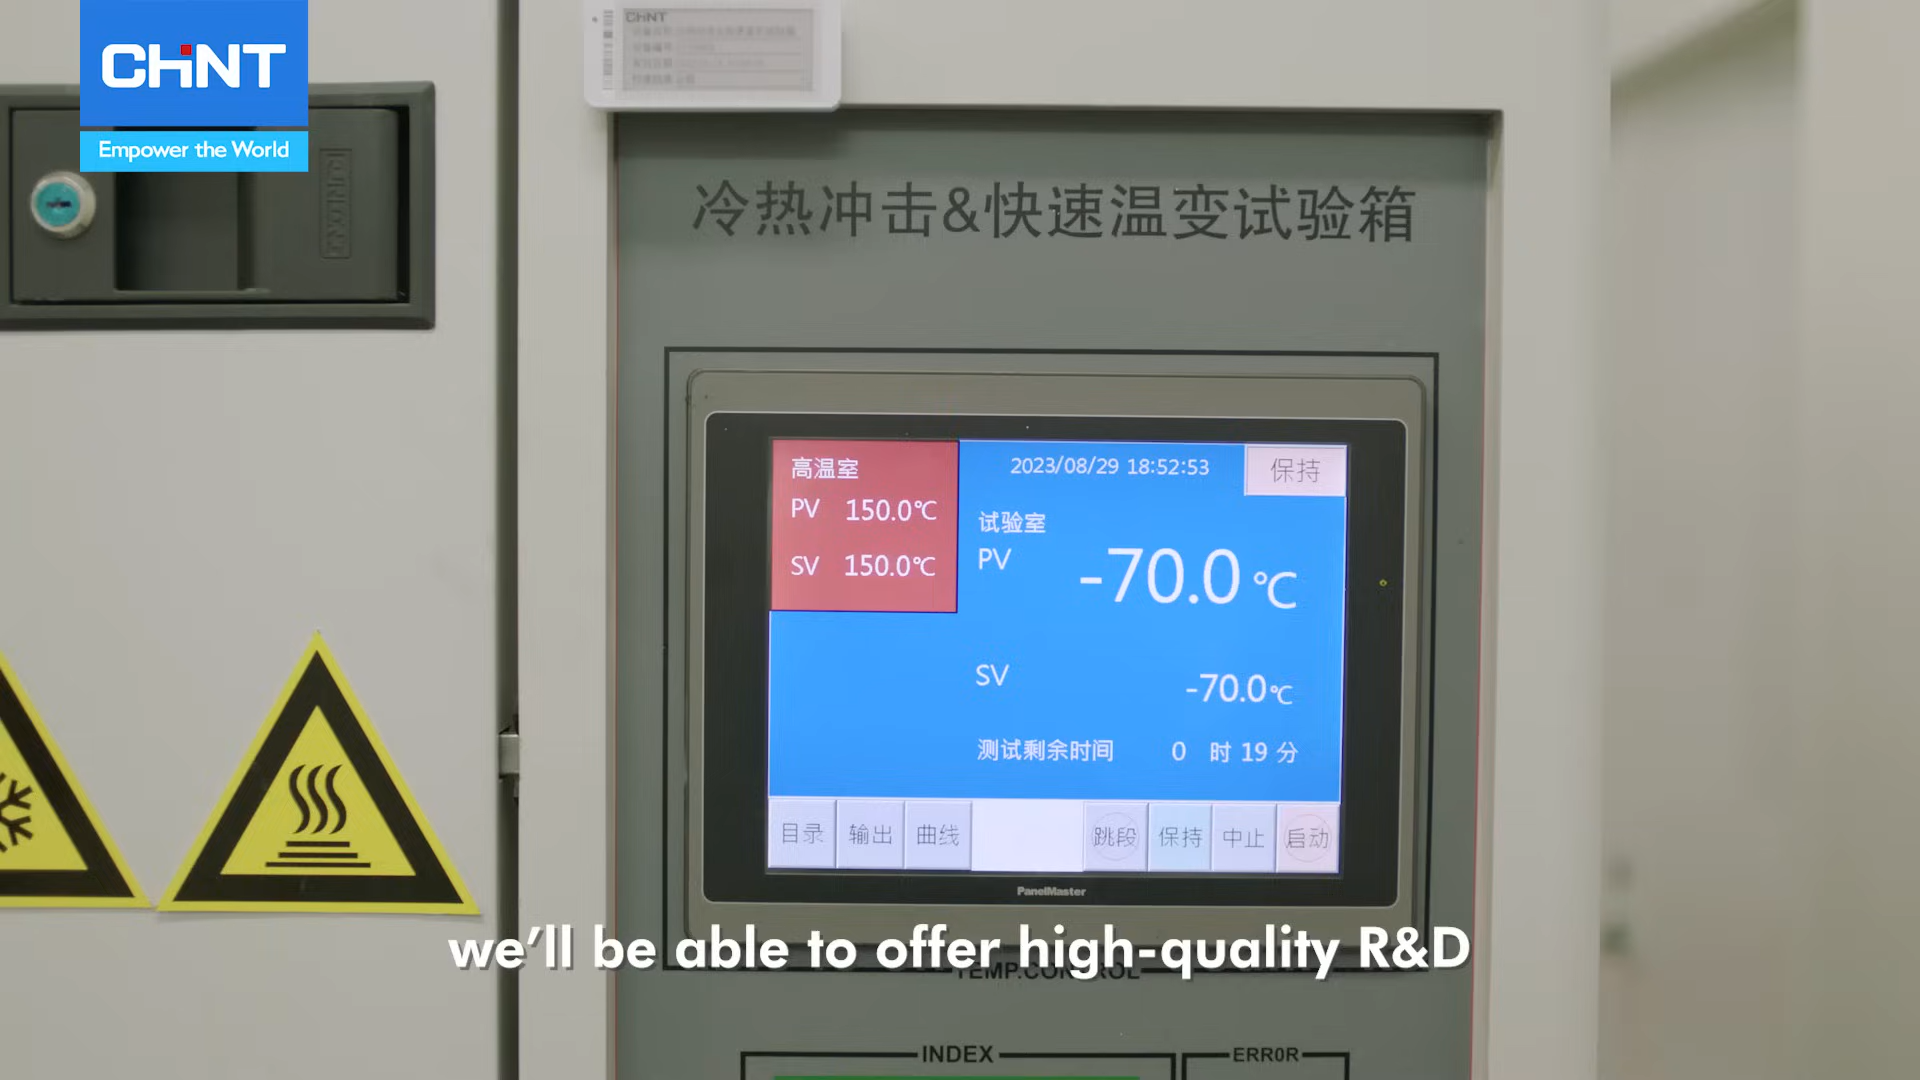 CHNT
Empower the World
CHNT
冷热冲击&快速温变试验箱
高温室
PV 150.0℃
SV 150.0℃
2023/08/29 18:52:53
保持
试验室
PV -70.0℃
SV -70.0℃
测试剩余时间 0 时 19 分
目录 输出 曲线 跳段 保持 中止 启动
PanelMaster
we'll be able to offer high-quality R&D
TEMP.CONTROL
INDEX
ERROR